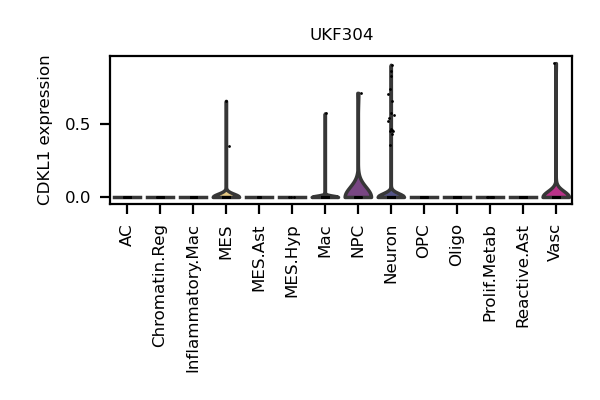 UKF304
CDKL1 expression
0.5
0.0
AC
Chromatin.Reg
Inflammatory.Mac
MES
MES.Ast
MES.Hyp
Mac
NPC
Neuron
OPC
Oligo
Prolif.Metab
Reactive.Ast
Vasc